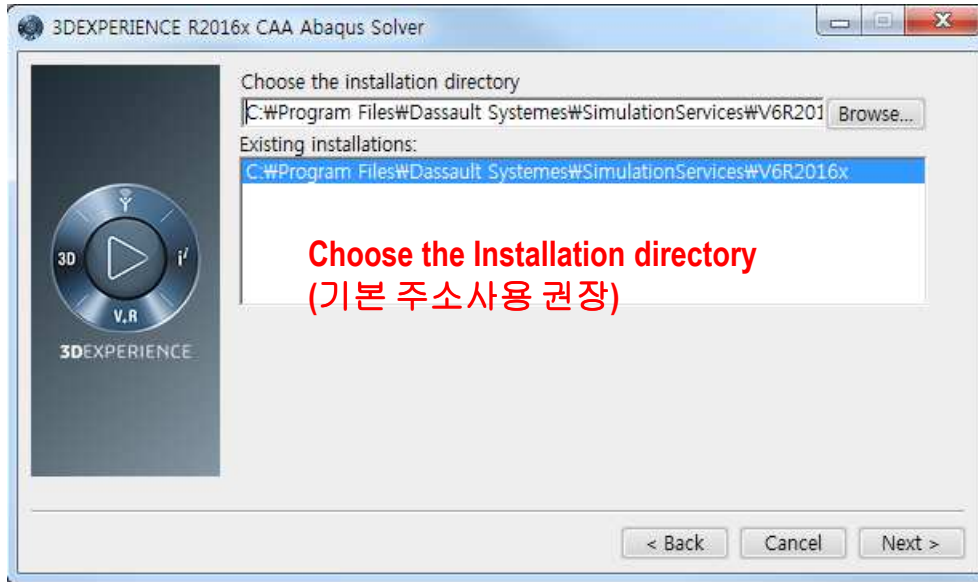 3DEXPERIENCE R2016x CAA Abaqus Solver
Choose the installation directory
C:₩Program Files₩Dassault Systemes₩SimulationServices₩V6R201
Browse...
Existing installations:
C:₩Program Files₩Dassault Systemes₩SimulationServices₩V6R2016x
Choose the Installation directory
(기본 주소사용 권장)
3D
i'
V.R
3DEXPERIENCE
< Back
Cancel
Next >